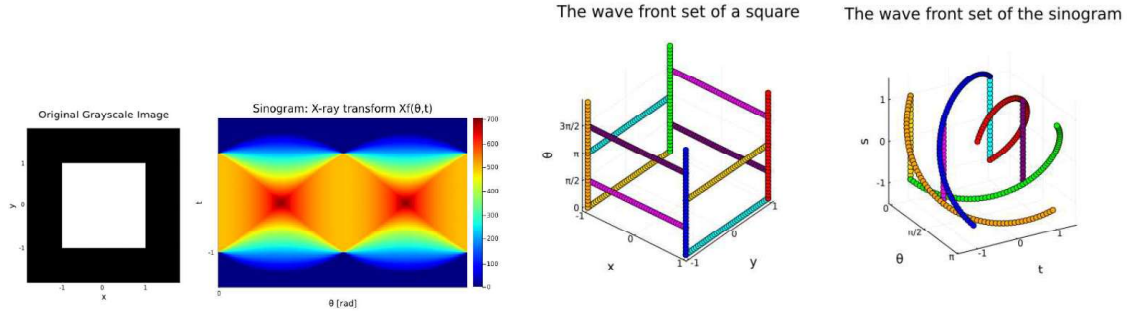 Original Grayscale Image
y
1
0
-1
-1
0
1
x
Sinogram: X-ray transform Xf(θ,t)
t
-1
0
θ [rad]
700
600
500
400
300
200
100
0
The wave front set of a square
θ
3π/2
π
π/2
0
-1
0
1
x
-1
0
1
y
The wave front set of the sinogram
s
1
0
-1
0
π/2
π
θ
-1
0
1
t